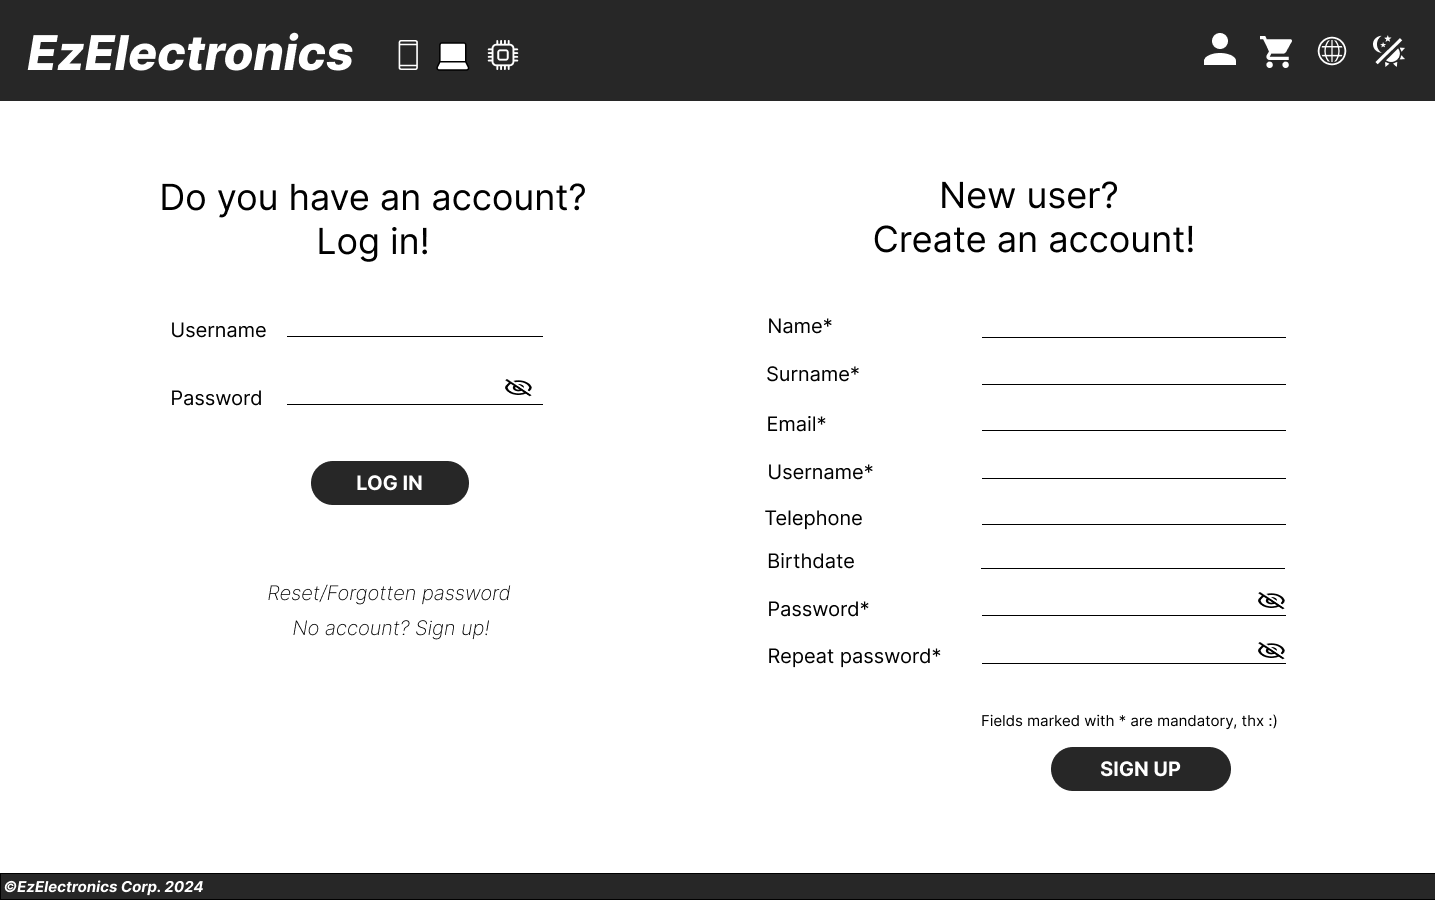 EzElectronics
Do you have an account?
Log in!
Username
Password
LOG IN
Reset/Forgotten password
No account? Sign up!
New user?
Create an account!
Name*
Surname*
Email*
Username*
Telephone
Birthdate
Password*
Repeat password*
Fields marked with * are mandatory, thx :)
SIGN UP
©EzElectronics Corp. 2024